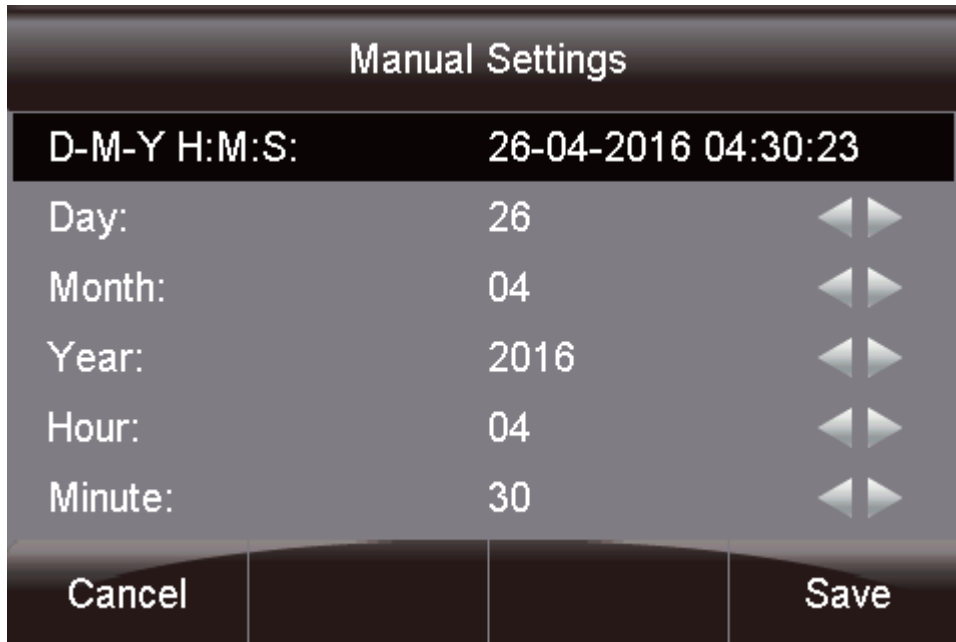 Manual Settings
D-M-Y H:M:S: 26-04-2016 04:30:23
Day: 26
Month: 04
Year: 2016
Hour: 04
Minute: 30
Cancel Save